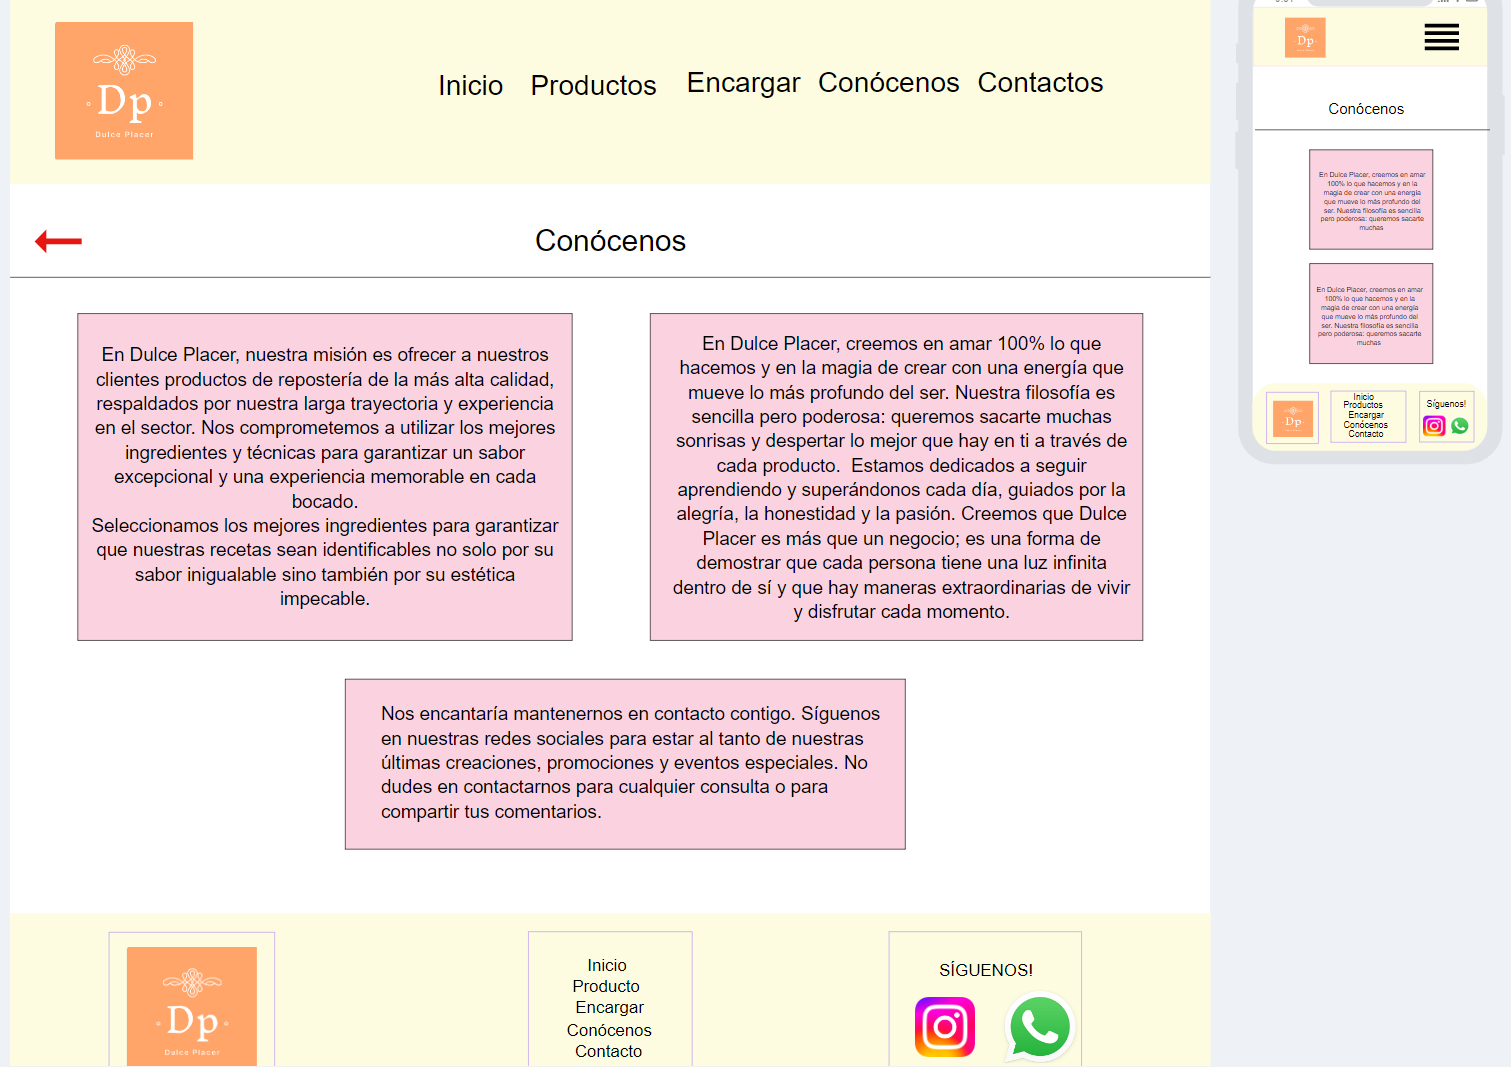 Dp
Dulce Placer
Inicio Productos Encargar Conócenos Contactos
Conócenos
En Dulce Placer, nuestra misión es ofrecer a nuestros
clientes productos de repostería de la más alta calidad,
respaldados por nuestra larga trayectoria y experiencia
en el sector. Nos comprometemos a utilizar los mejores
ingredientes y técnicas para garantizar un sabor
excepcional y una experiencia memorable en cada
bocado.
Seleccionamos los mejores ingredientes para garantizar
que nuestras recetas sean identificables no solo por su
sabor inigualable sino también por su estética
impecable.
En Dulce Placer, creemos en amar 100% lo que
hacemos y en la magia de crear con una energía que
mueve lo más profundo del ser. Nuestra filosofía es
sencilla pero poderosa: queremos sacarte muchas
sonrisas y despertar lo mejor que hay en ti a través de
cada producto.  Estamos dedicados a seguir
aprendiendo y superándonos cada día, guiados por la
alegría, la honestidad y la pasión. Creemos que Dulce
Placer es más que un negocio; es una forma de
demostrar que cada persona tiene una luz infinita
dentro de sí y que hay maneras extraordinarias de vivir
y disfrutar cada momento.
Nos encantaría mantenernos en contacto contigo. Síguenos
en nuestras redes sociales para estar al tanto de nuestras
últimas creaciones, promociones y eventos especiales. No
dudes en contactarnos para cualquier consulta o para
compartir tus comentarios.
Dp
Dulce Placer
Inicio
Producto
Encargar
Conócenos
Contacto
SÍGUENOS!
Dp
Conócenos
En Dulce Placer, creemos en amar
100% lo que hacemos y en la
magia de crear con una energía
que mueve lo más profundo del
ser. Nuestra filosofía es sencilla
pero poderosa: queremos sacarte
muchas
En Dulce Placer, creemos en amar
100% lo que hacemos y en la
magia de crear con una energía
que mueve lo más profundo del
ser. Nuestra filosofía es sencilla
pero poderosa: queremos sacarte
muchas
Dp
Inicio
Productos
Encargar
Conócenos
Contacto
Síguenos!